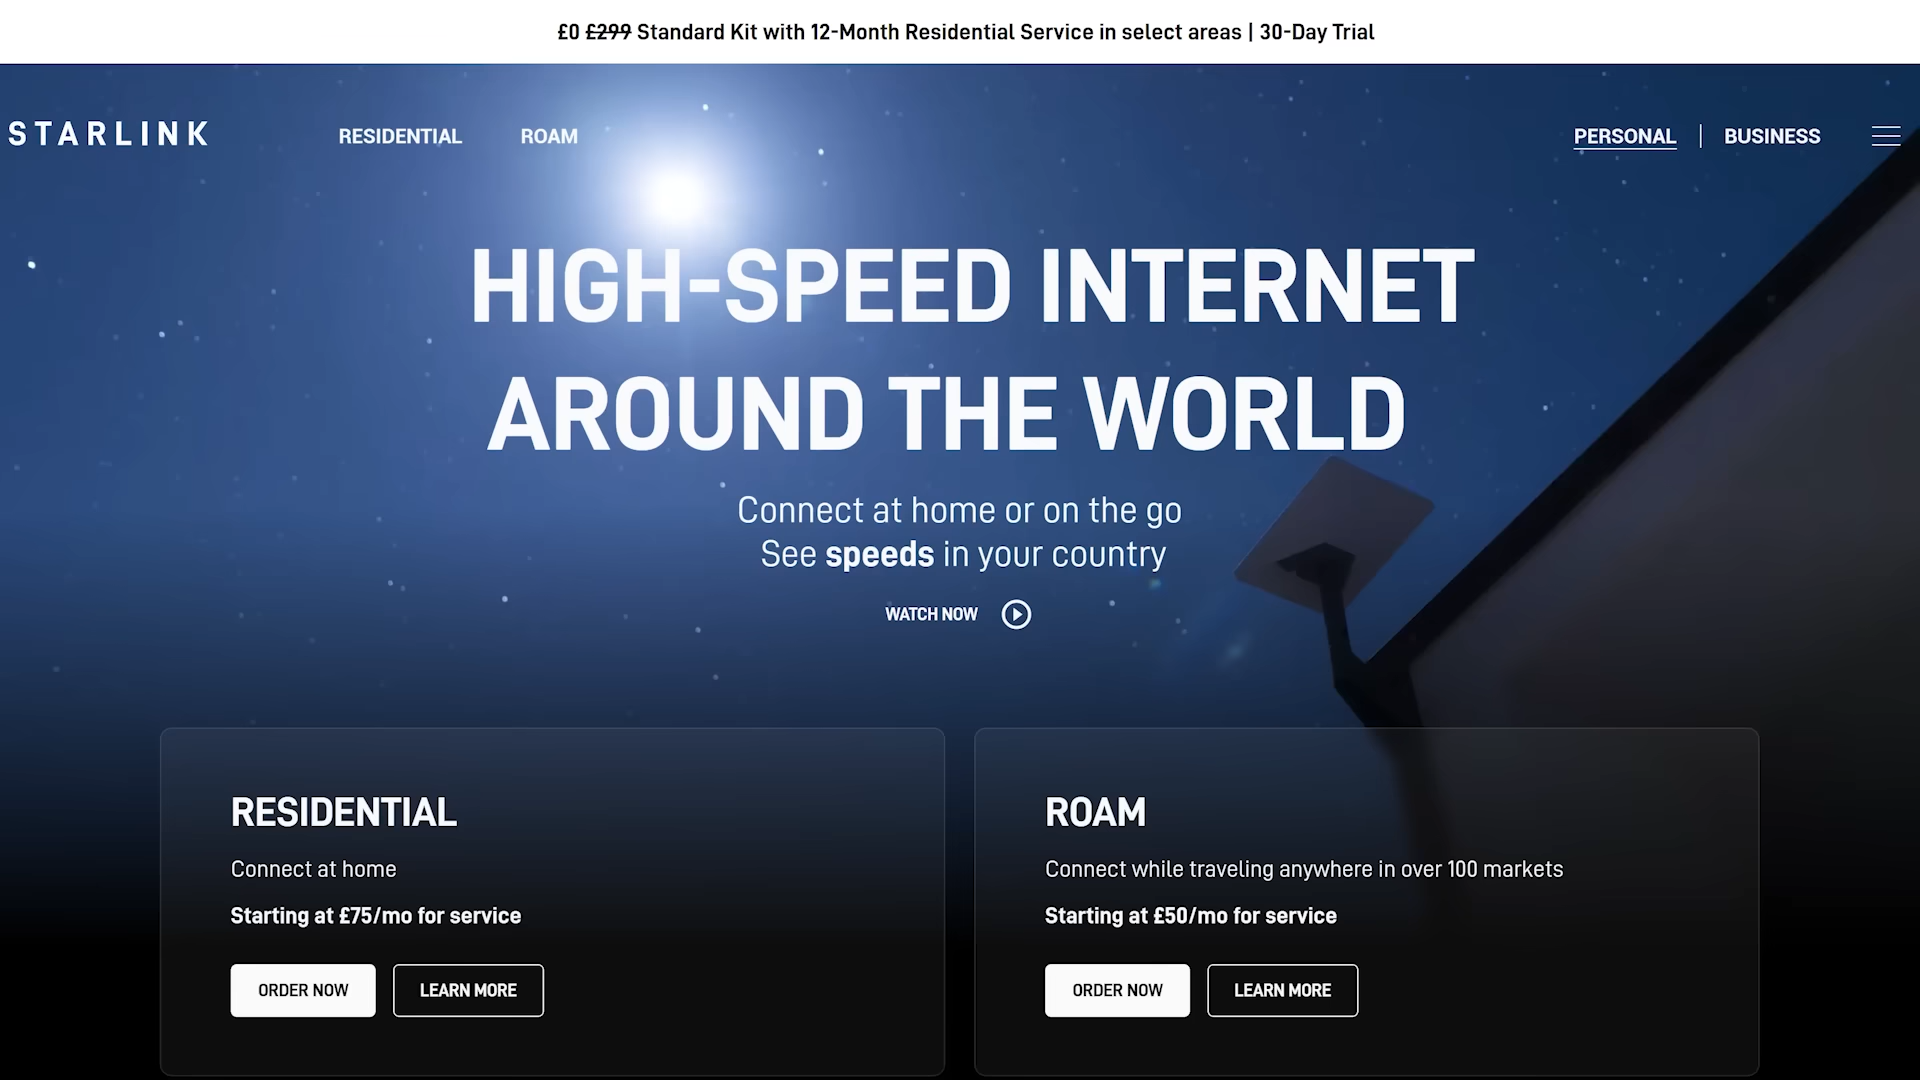 £0 £299 Standard Kit with 12-Month Residential Service in select areas | 30-Day Trial
STARLINK
RESIDENTIAL
ROAM
PERSONAL | BUSINESS
HIGH-SPEED INTERNET
AROUND THE WORLD
Connect at home or on the go
See speeds in your country
WATCH NOW
RESIDENTIAL
Connect at home
Starting at £75/mo for service
ORDER NOW
LEARN MORE
ROAM
Connect while traveling anywhere in over 100 markets
Starting at £50/mo for service
ORDER NOW
LEARN MORE